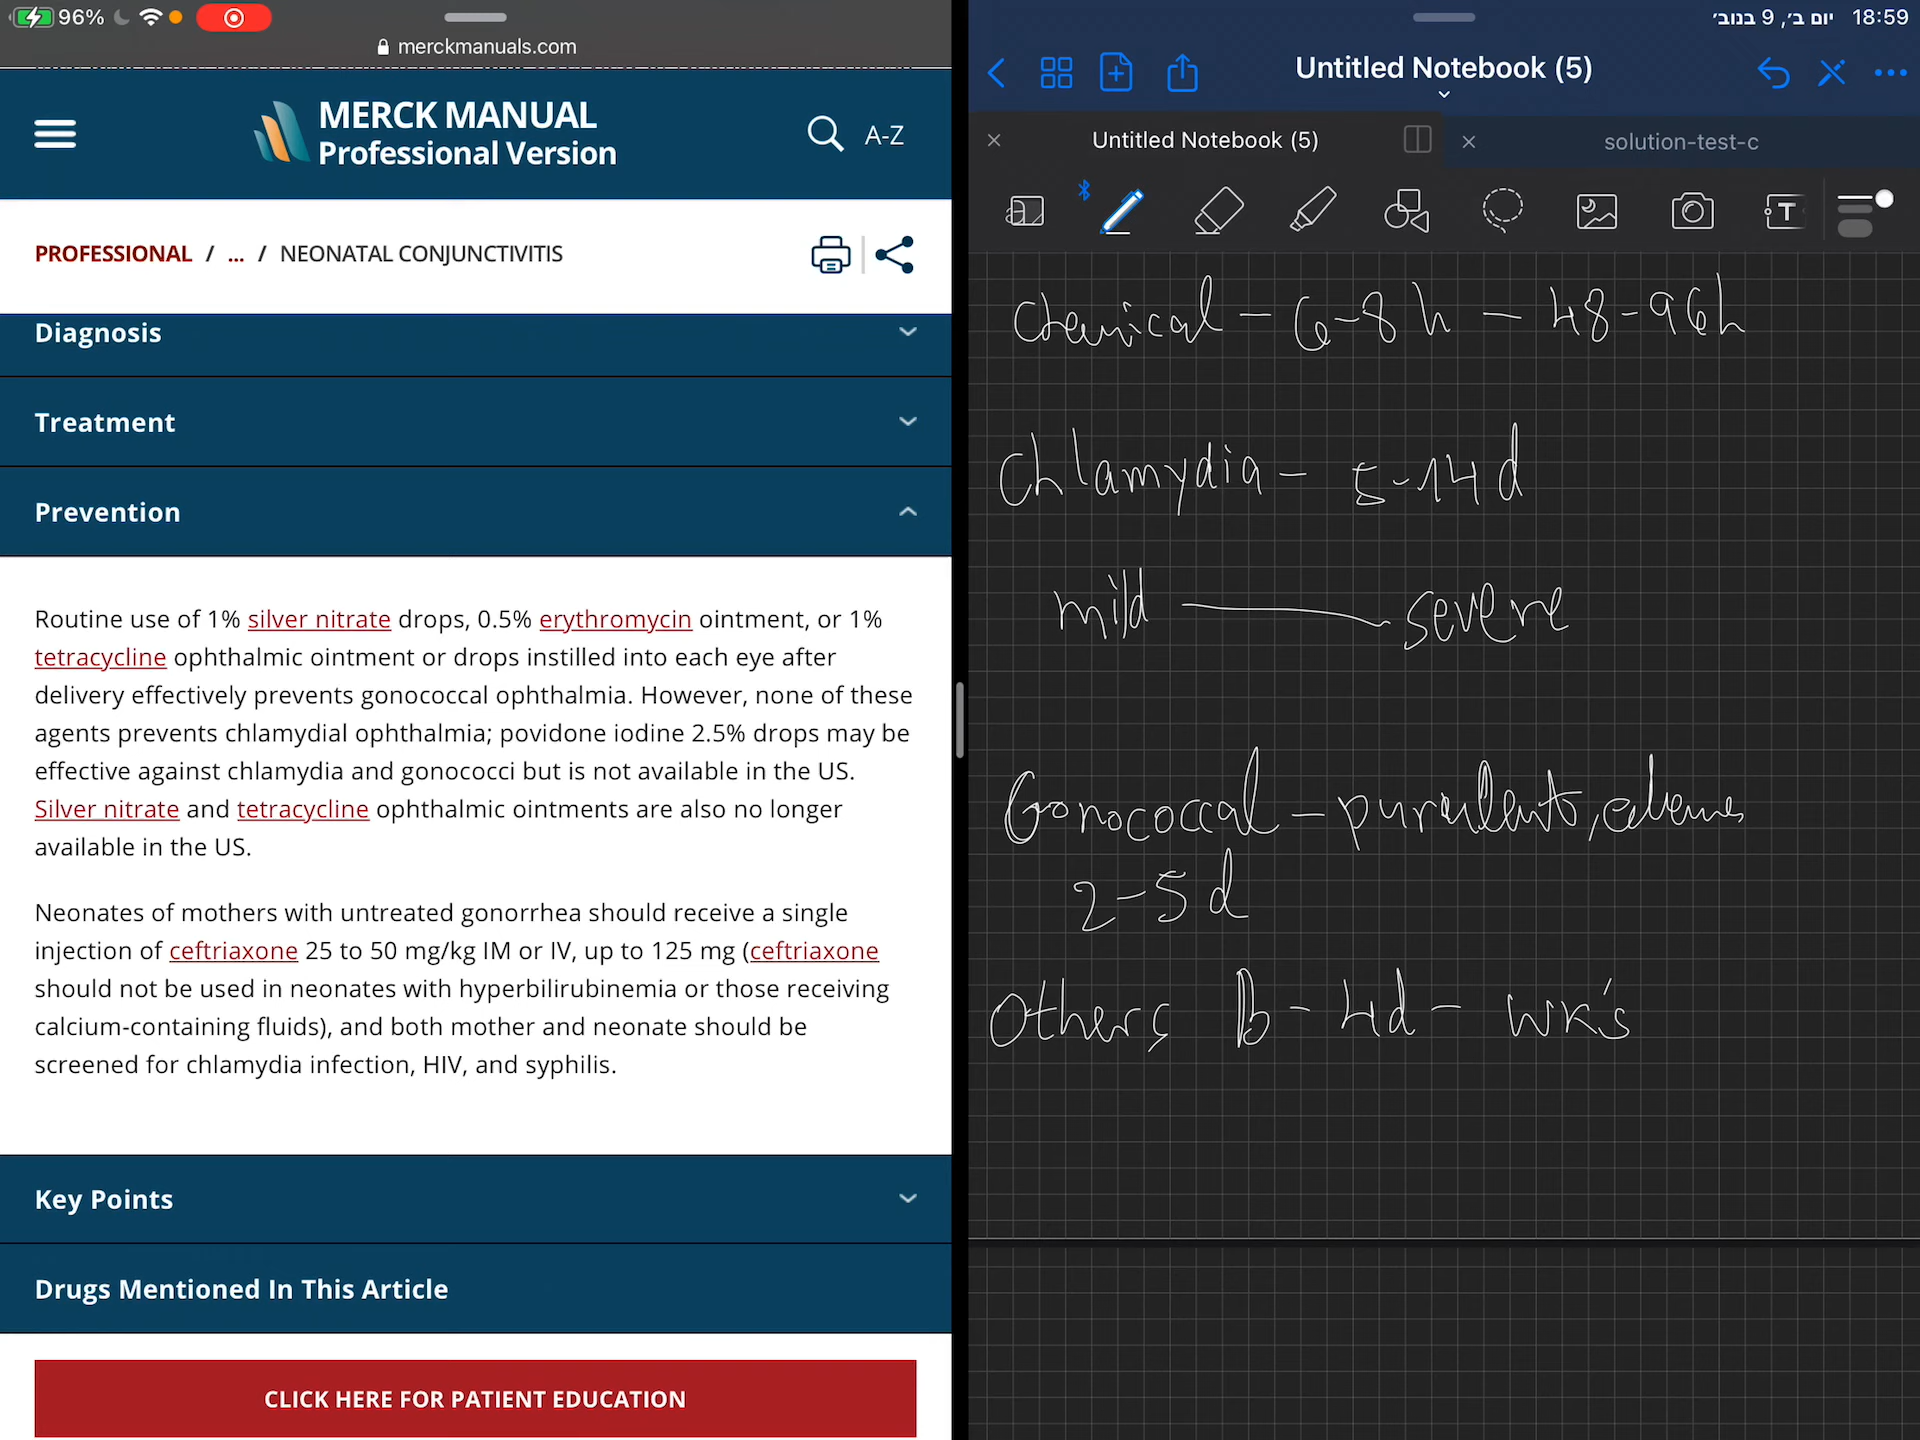 96%
merckmanuals.com
MERCK MANUAL
Professional Version
A-Z
PROFESSIONAL / ... / NEONATAL CONJUNCTIVITIS
Diagnosis
Treatment
Prevention
Routine use of 1% silver nitrate drops, 0.5% erythromycin ointment, or 1%
tetracycline ophthalmic ointment or drops instilled into each eye after
delivery effectively prevents gonococcal ophthalmia. However, none of these
agents prevents chlamydial ophthalmia; povidone iodine 2.5% drops may be
effective against chlamydia and gonococci but is not available in the US.
Silver nitrate and tetracycline ophthalmic ointments are also no longer
available in the US.
Neonates of mothers with untreated gonorrhea should receive a single
injection of ceftriaxone 25 to 50 mg/kg IM or IV, up to 125 mg (ceftriaxone
should not be used in neonates with hyperbilirubinemia or those receiving
calcium-containing fluids), and both mother and neonate should be
screened for chlamydia infection, HIV, and syphilis.
Key Points
Drugs Mentioned In This Article
CLICK HERE FOR PATIENT EDUCATION
יום ב׳, 9 בנוב׳ 18:59
Untitled Notebook (5)
Untitled Notebook (5)
solution-test-c
T
Chemical - 6-8 h - 48-96h
Chlamydia - 5-14 d
mild severe
Gonococcal - purulent,
2-5 d
Others B - 4d - wk's